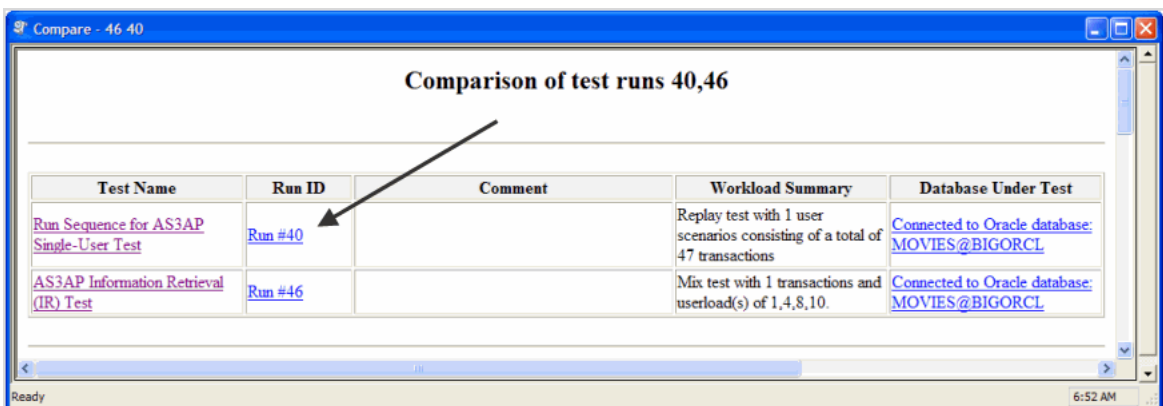 Compare - 46 40
Comparison of test runs 40,46
Test Name Run ID Comment Workload Summary Database Under Test
Run Sequence for AS3AP
Single-User Test
Run #40
Replay test with 1 user
scenarios consisting of a total of
47 transactions
Connected to Oracle database:
MOVIES@BIGORCL
AS3AP Information Retrieval
(IR) Test
Run #46
Mix test with 1 transactions and
userload(s) of 1,4,8,10.
Connected to Oracle database:
MOVIES@BIGORCL
Ready
6:52 AM